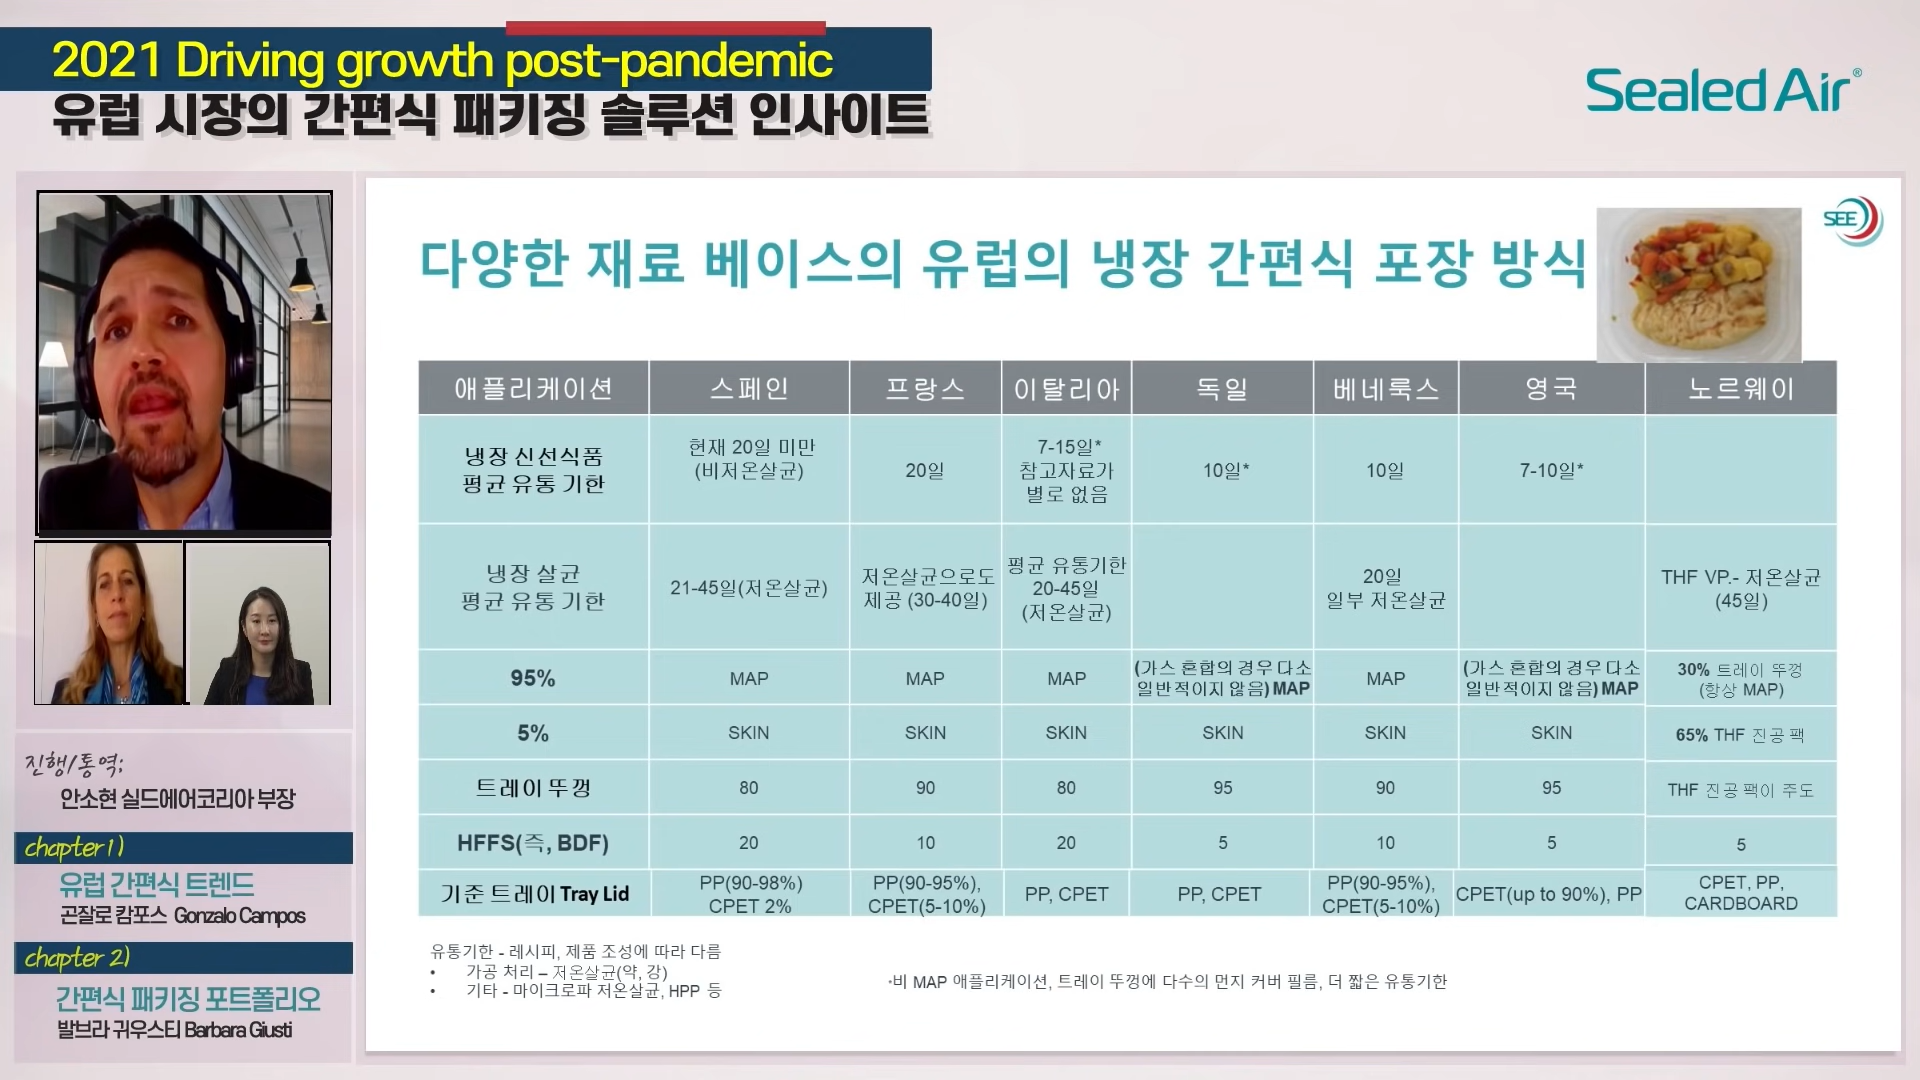 2021 Driving growth post-pandemic
유럽 시장의 간편식 패키징 솔루션 인사이트
Sealed Air®
진행/통역;
안소현 실드에어코리아 부장
chapter 1)
유럽 간편식 트렌드
곤잘로 캄포스 Gonzalo Campos
chapter 2)
간편식 패키징 포트폴리오
발브라 귀우스티 Barbara Giusti
SEE
다양한 재료 베이스의 유럽의 냉장 간편식 포장 방식
애플리케이션 스페인 프랑스 이탈리아 독일 베네룩스 영국 노르웨이
냉장 신선식품
평균 유통 기한
현재 20일 미만
(비저온살균)
20일
7-15일*
참고자료가
별로 없음
10일*
10일
7-10일*
냉장 살균
평균 유통 기한
21-45일(저온살균)
저온살균으로도
제공 (30-40일)
평균 유통기한
20-45일
(저온살균)
20일
일부 저온살균
THF VP.- 저온살균
(45일)
95%
MAP
MAP
MAP
(가스 혼합의 경우 다소
일반적이지 않음) MAP
MAP
(가스 혼합의 경우 다소
일반적이지 않음) MAP
30% 트레이 뚜껑
(항상 MAP)
5% SKIN SKIN SKIN SKIN SKIN SKIN 65% THF 진공 팩
트레이 뚜껑 80 90 80 95 90 95 THF 진공 팩이 주도
HFFS(즉, BDF) 20 10 20 5 10 5 5
기준 트레이 Tray Lid
PP(90-98%)
CPET 2%
PP(90-95%),
CPET(5-10%)
PP, CPET
PP, CPET
PP(90-95%),
CPET(5-10%)
CPET(up to 90%), PP
CPET, PP,
CARDBOARD
유통기한 - 레시피, 제품 조성에 따라 다름
• 가공 처리 – 저온살균(약, 강)
• 기타 - 마이크로파 저온살균, HPP 등
*비 MAP 애플리케이션, 트레이 뚜껑에 다수의 먼지 커버 필름, 더 짧은 유통기한